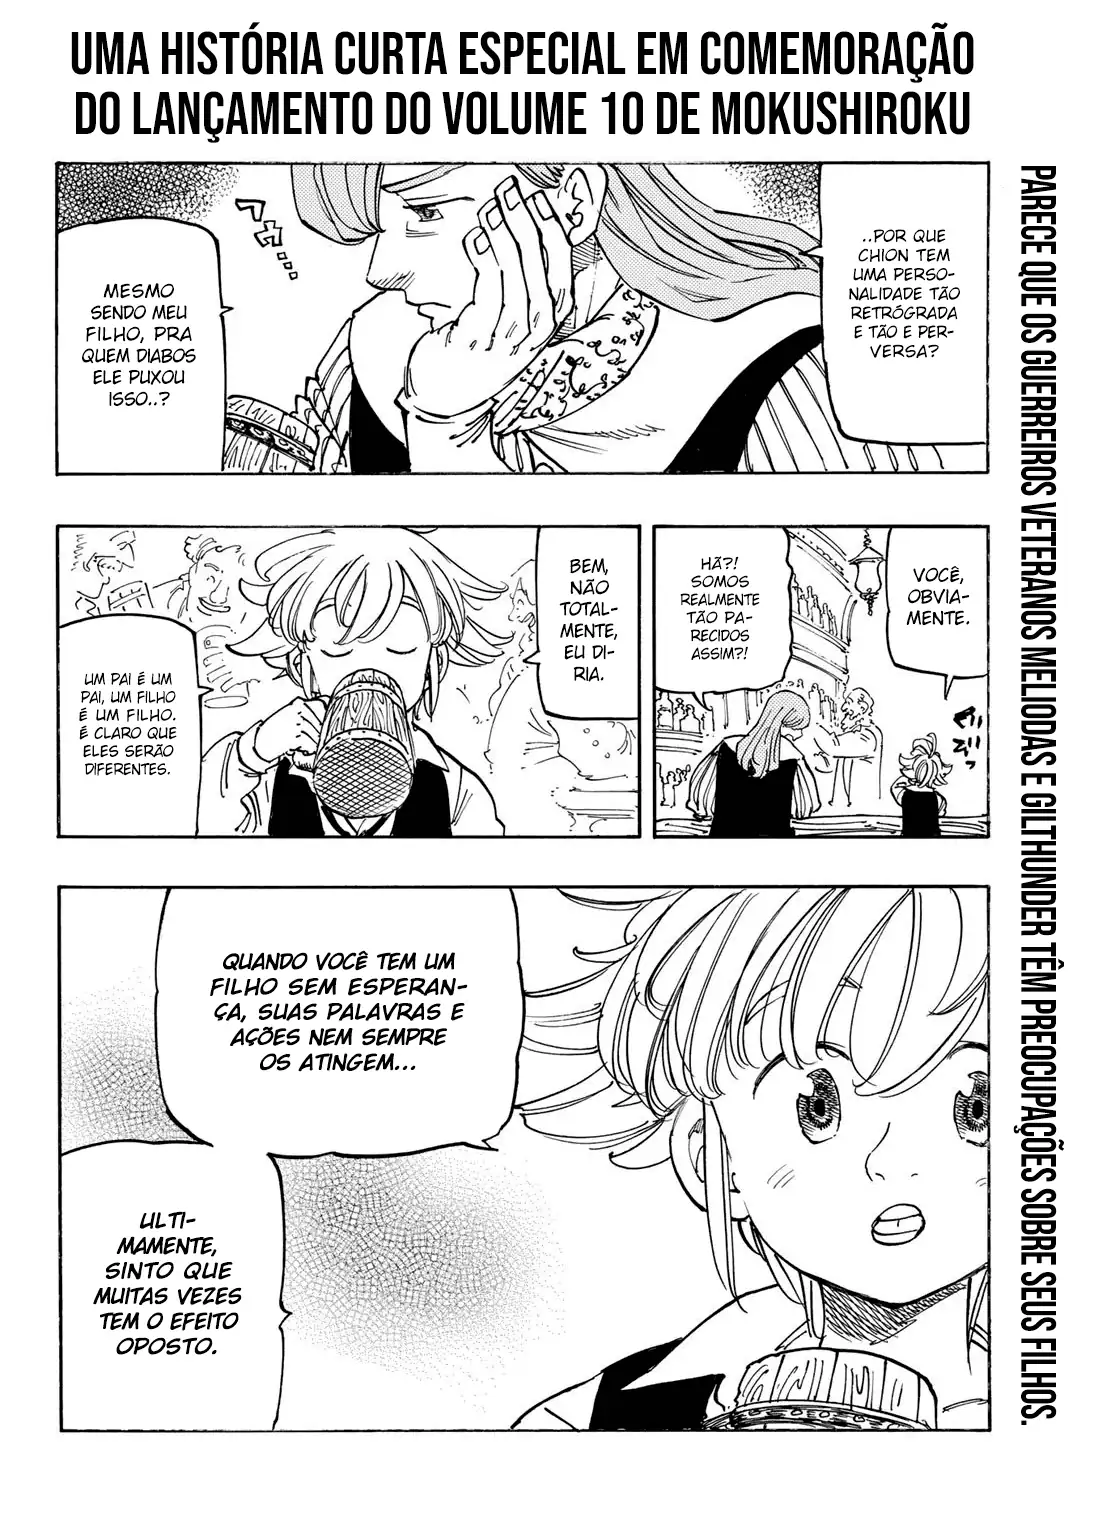 UMA HISTÓRIA CURTA ESPECIAL EM COMEMORAÇÃO
DO LANÇAMENTO DO VOLUME 10 DE MOKUSHIROKU
PARECE QUE OS GUERREIROS VETERANOS MELIODAS E GILTHUNDER TÊM PREOCUPAÇÕES SOBRE SEUS FILHOS.
..POR QUE
CHION TEM
UMA PERSO-
NALIDADE TÃO
RETRÓGRADA
E TÃO E PER-
VERSA?
MESMO
SENDO MEU
FILHO, PRA
QUEM DIABOS
ELE PUXOU
ISSO..?
VOCÊ,
OBVIA-
MENTE.
HÃ?!
SOMOS
REALMENTE
TÃO PA-
RECIDOS
ASSIM?!
BEM,
NÃO
TOTAL-
MENTE,
EU DI-
RIA.
UM PAI É UM
PAI, UM FILHO
É UM FILHO.
É CLARO QUE
ELES SERÃO
DIFERENTES.
QUANDO VOCÊ TEM UM
FILHO SEM ESPERAN-
ÇA, SUAS PALAVRAS E
AÇÕES NEM SEMPRE
OS ATINGEM...
ULTI-
MAMENTE,
SINTO QUE
MUITAS VEZES
TEM O EFEITO
OPOSTO.